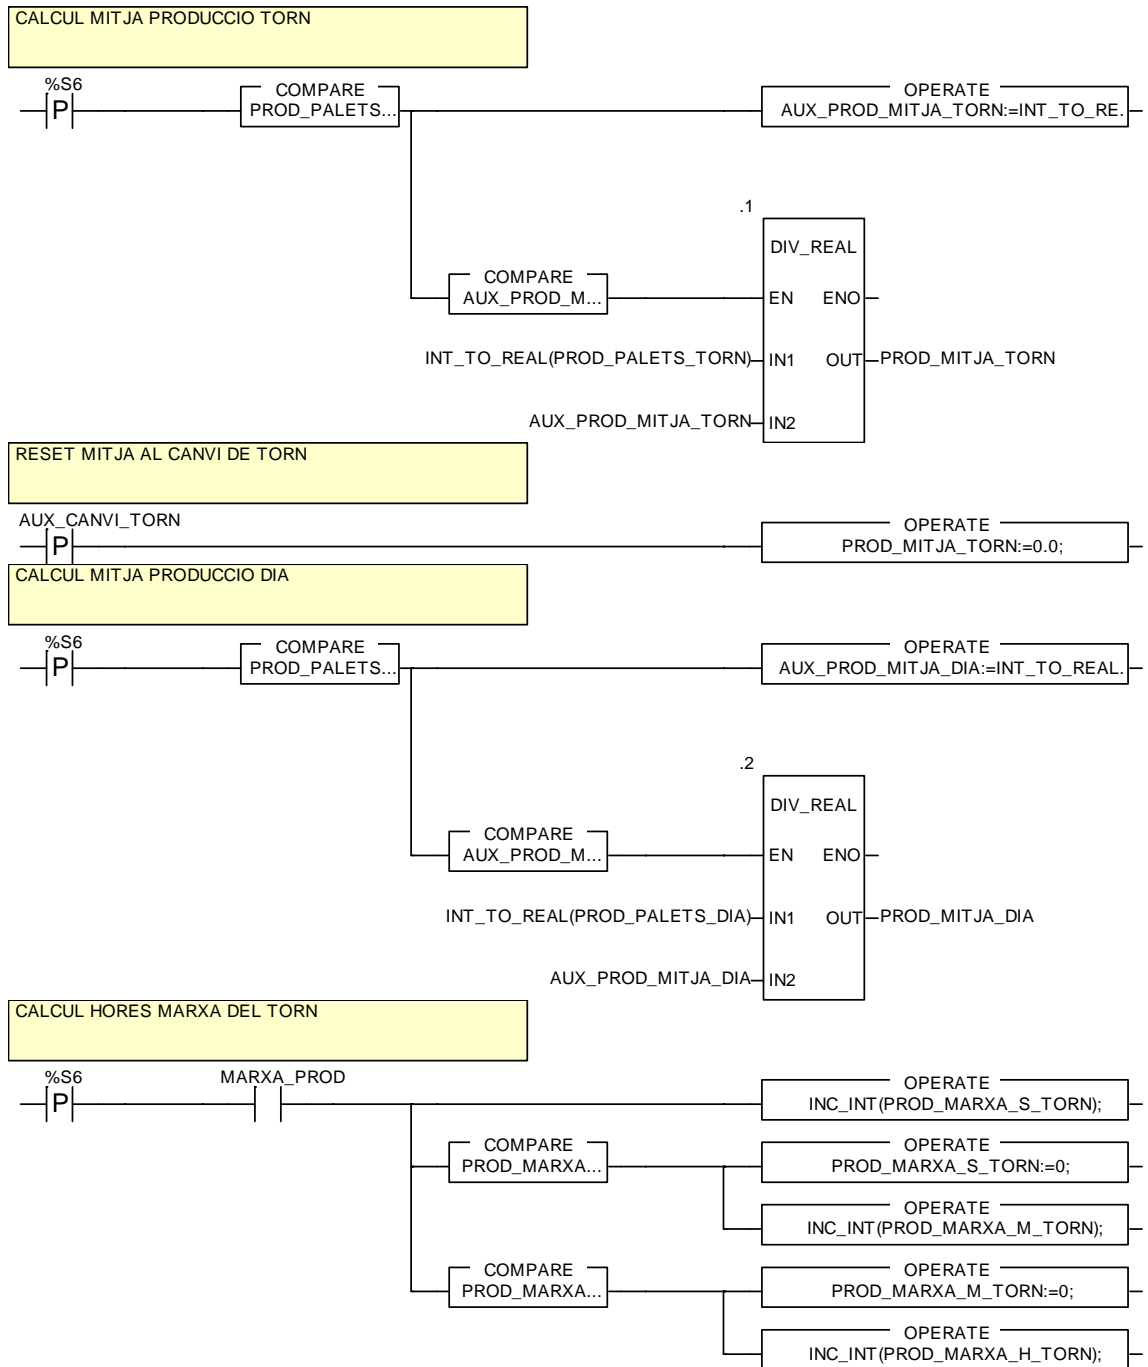 CALCUL MITJA PRODUCCIO TORN
%S6
P
COMPARE
PROD_PALETS...
OPERATE
AUX_PROD_MITJA_TORN:=INT_TO_RE.
.1
DIV_REAL
COMPARE
AUX_PROD_M...
EN ENO
INT_TO_REAL(PROD_PALETS_TORN) IN1 OUT PROD_MITJA_TORN
AUX_PROD_MITJA_TORN IN2
RESET MITJA AL CANVI DE TORN
AUX_CANVI_TORN
P
OPERATE
PROD_MITJA_TORN:=0.0;
CALCUL MITJA PRODUCCIO DIA
%S6
P
COMPARE
PROD_PALETS...
OPERATE
AUX_PROD_MITJA_DIA:=INT_TO_REAL.
.2
DIV_REAL
COMPARE
AUX_PROD_M...
EN ENO
INT_TO_REAL(PROD_PALETS_DIA) IN1 OUT PROD_MITJA_DIA
AUX_PROD_MITJA_DIA IN2
CALCUL HORES MARXA DEL TORN
%S6 MARXA_PROD
P
OPERATE
INC_INT(PROD_MARXA_S_TORN);
COMPARE
PROD_MARXA...
OPERATE
PROD_MARXA_S_TORN:=0;
OPERATE
INC_INT(PROD_MARXA_M_TORN);
COMPARE
PROD_MARXA...
OPERATE
PROD_MARXA_M_TORN:=0;
OPERATE
INC_INT(PROD_MARXA_H_TORN);